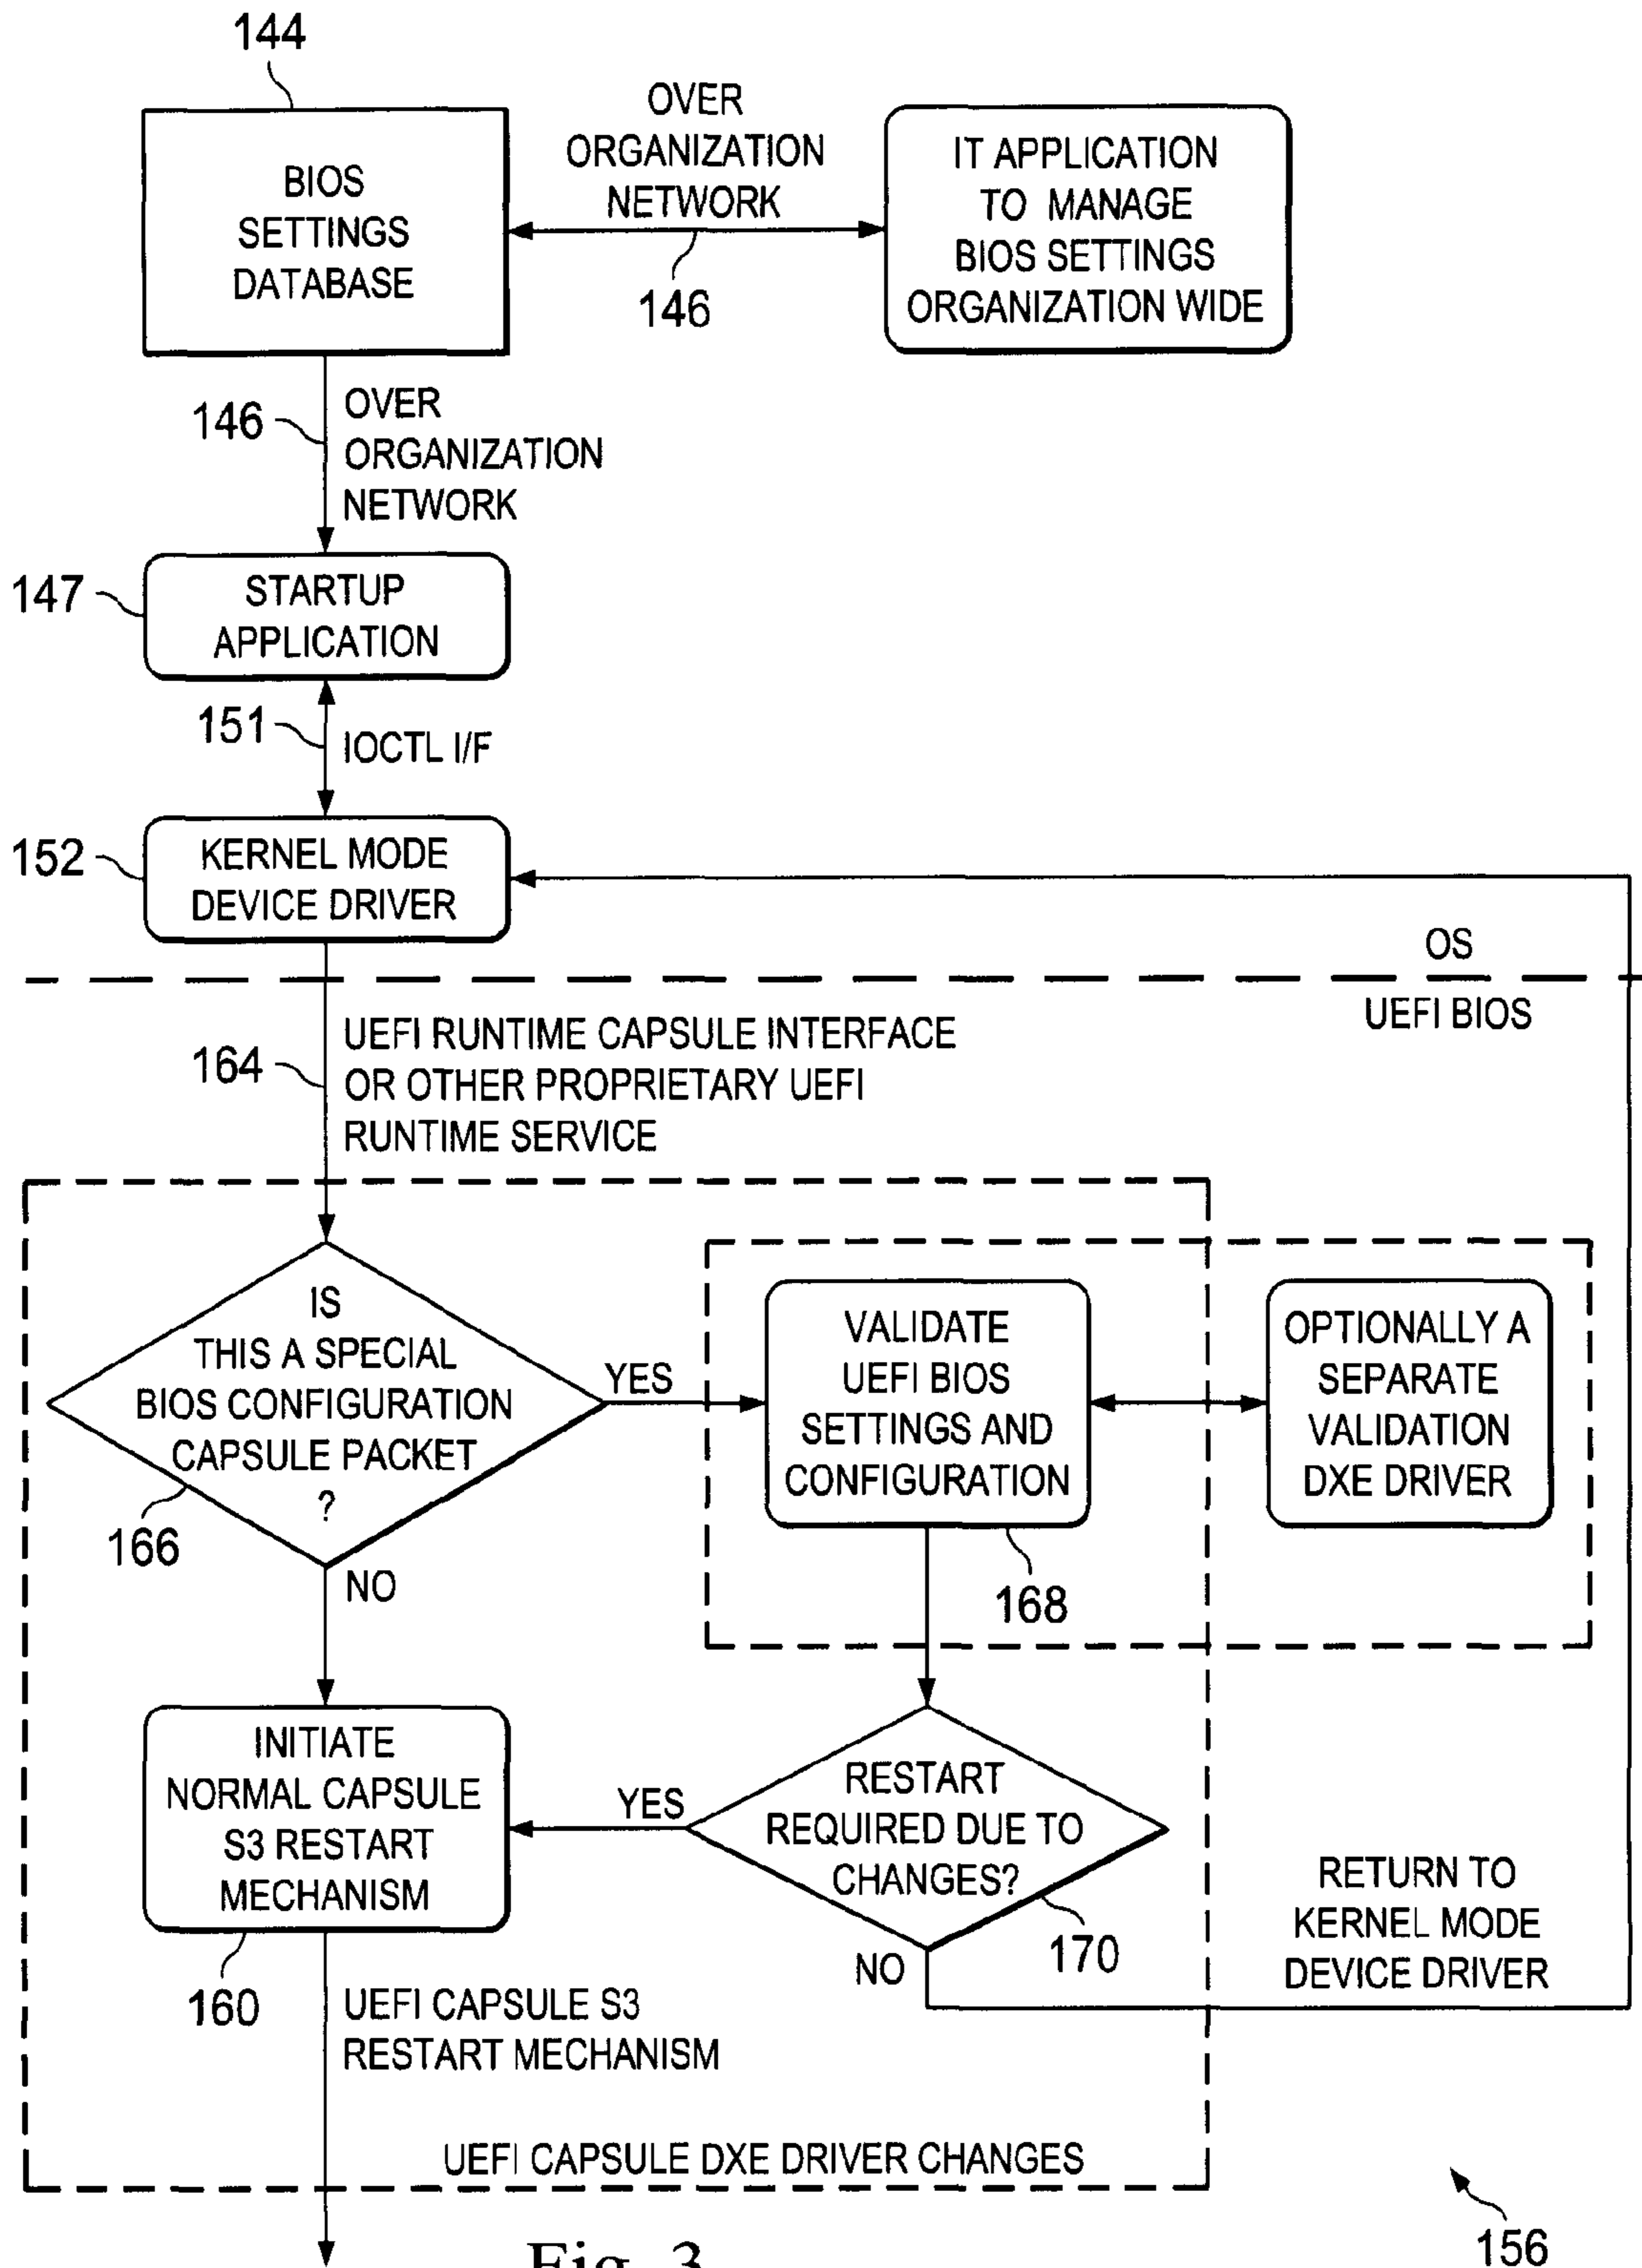 144
BIOS
SETTINGS
DATABASE
OVER
ORGANIZATION
NETWORK
146
IT APPLICATION
TO MANAGE
BIOS SETTINGS
ORGANIZATION WIDE
146
OVER
ORGANIZATION
NETWORK
147
STARTUP
APPLICATION
151
IOCTL I/F
152
KERNEL MODE
DEVICE DRIVER
OS
UEFI BIOS
164
UEFI RUNTIME CAPSULE INTERFACE
OR OTHER PROPRIETARY UEFI
RUNTIME SERVICE
IS
THIS A SPECIAL
BIOS CONFIGURATION
CAPSULE PACKET
?
166
YES
NO
VALIDATE
UEFI BIOS
SETTINGS AND
CONFIGURATION
168
OPTIONALLY A
SEPARATE
VALIDATION
DXE DRIVER
INITIATE
NORMAL CAPSULE
S3 RESTART
MECHANISM
160
YES
RESTART
REQUIRED DUE TO
CHANGES?
170
NO
RETURN TO
KERNEL MODE
DEVICE DRIVER
UEFI CAPSULE S3
RESTART MECHANISM
UEFI CAPSULE DXE DRIVER CHANGES
156
Fig. 3